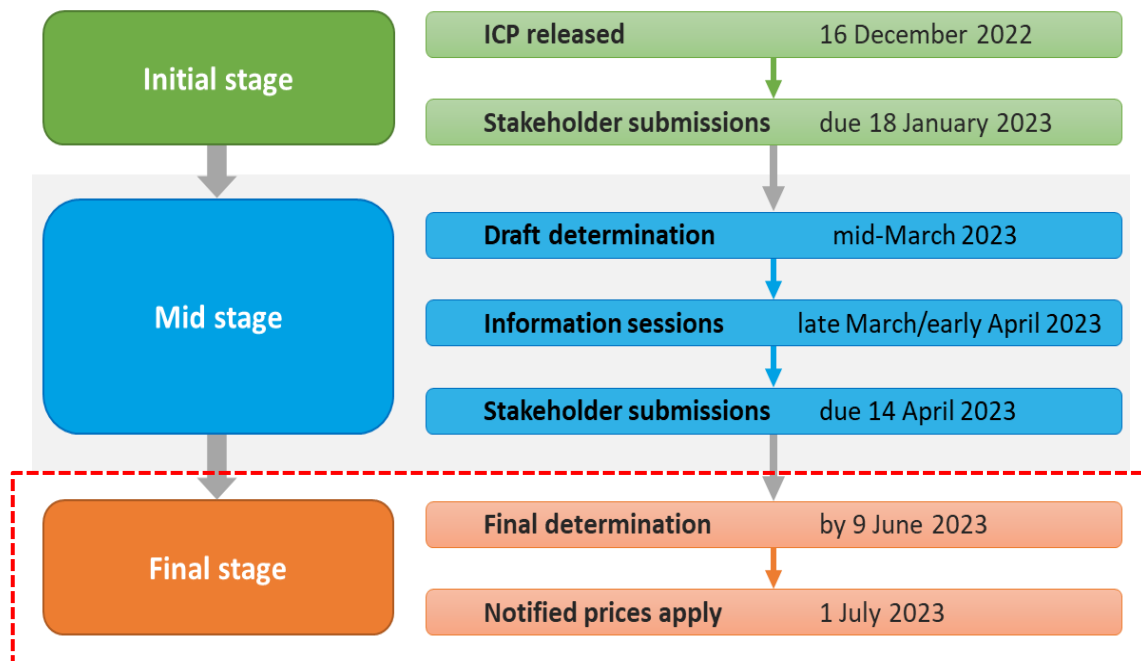 Initial stage
ICP released 16 December 2022
Stakeholder submissions due 18 January 2023
Mid stage
Draft determination mid-March 2023
Information sessions late March/early April 2023
Stakeholder submissions due 14 April 2023
Final stage
Final determination by 9 June 2023
Notified prices apply 1 July 2023